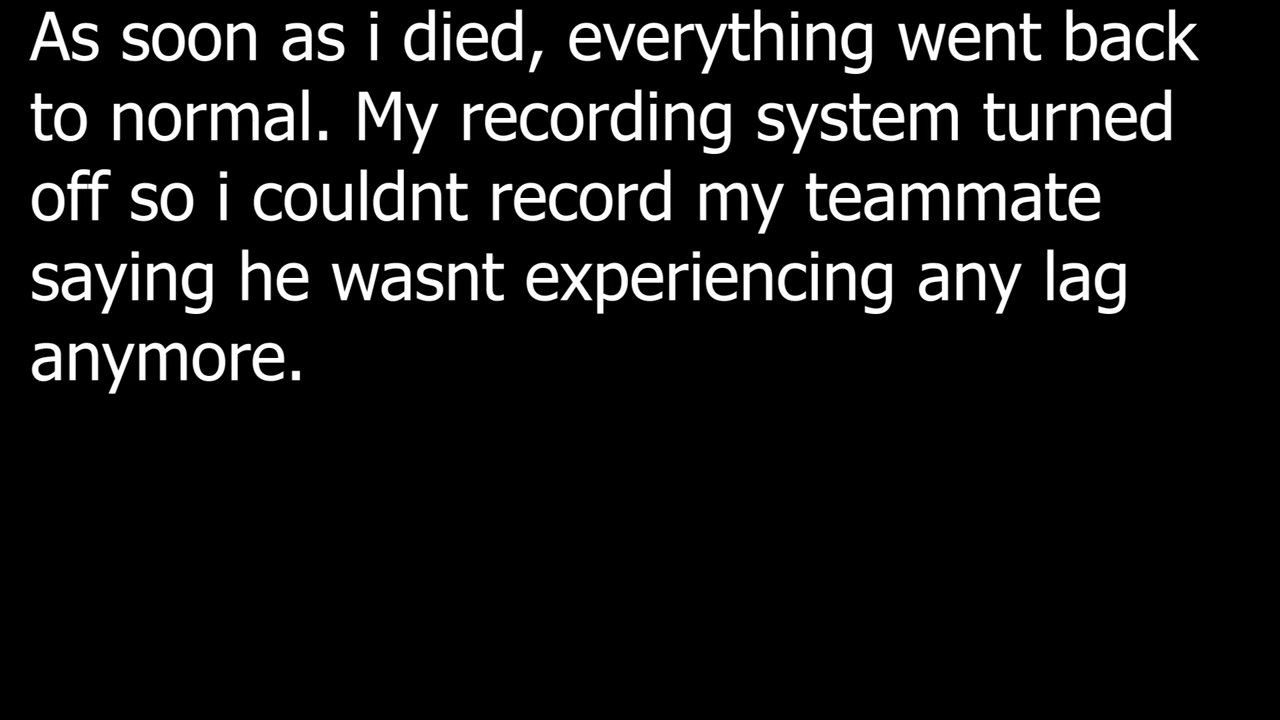 As soon as i died, everything went back
to normal. My recording system turned
off so i couldnt record my teammate
saying he wasnt experiencing any lag
anymore.